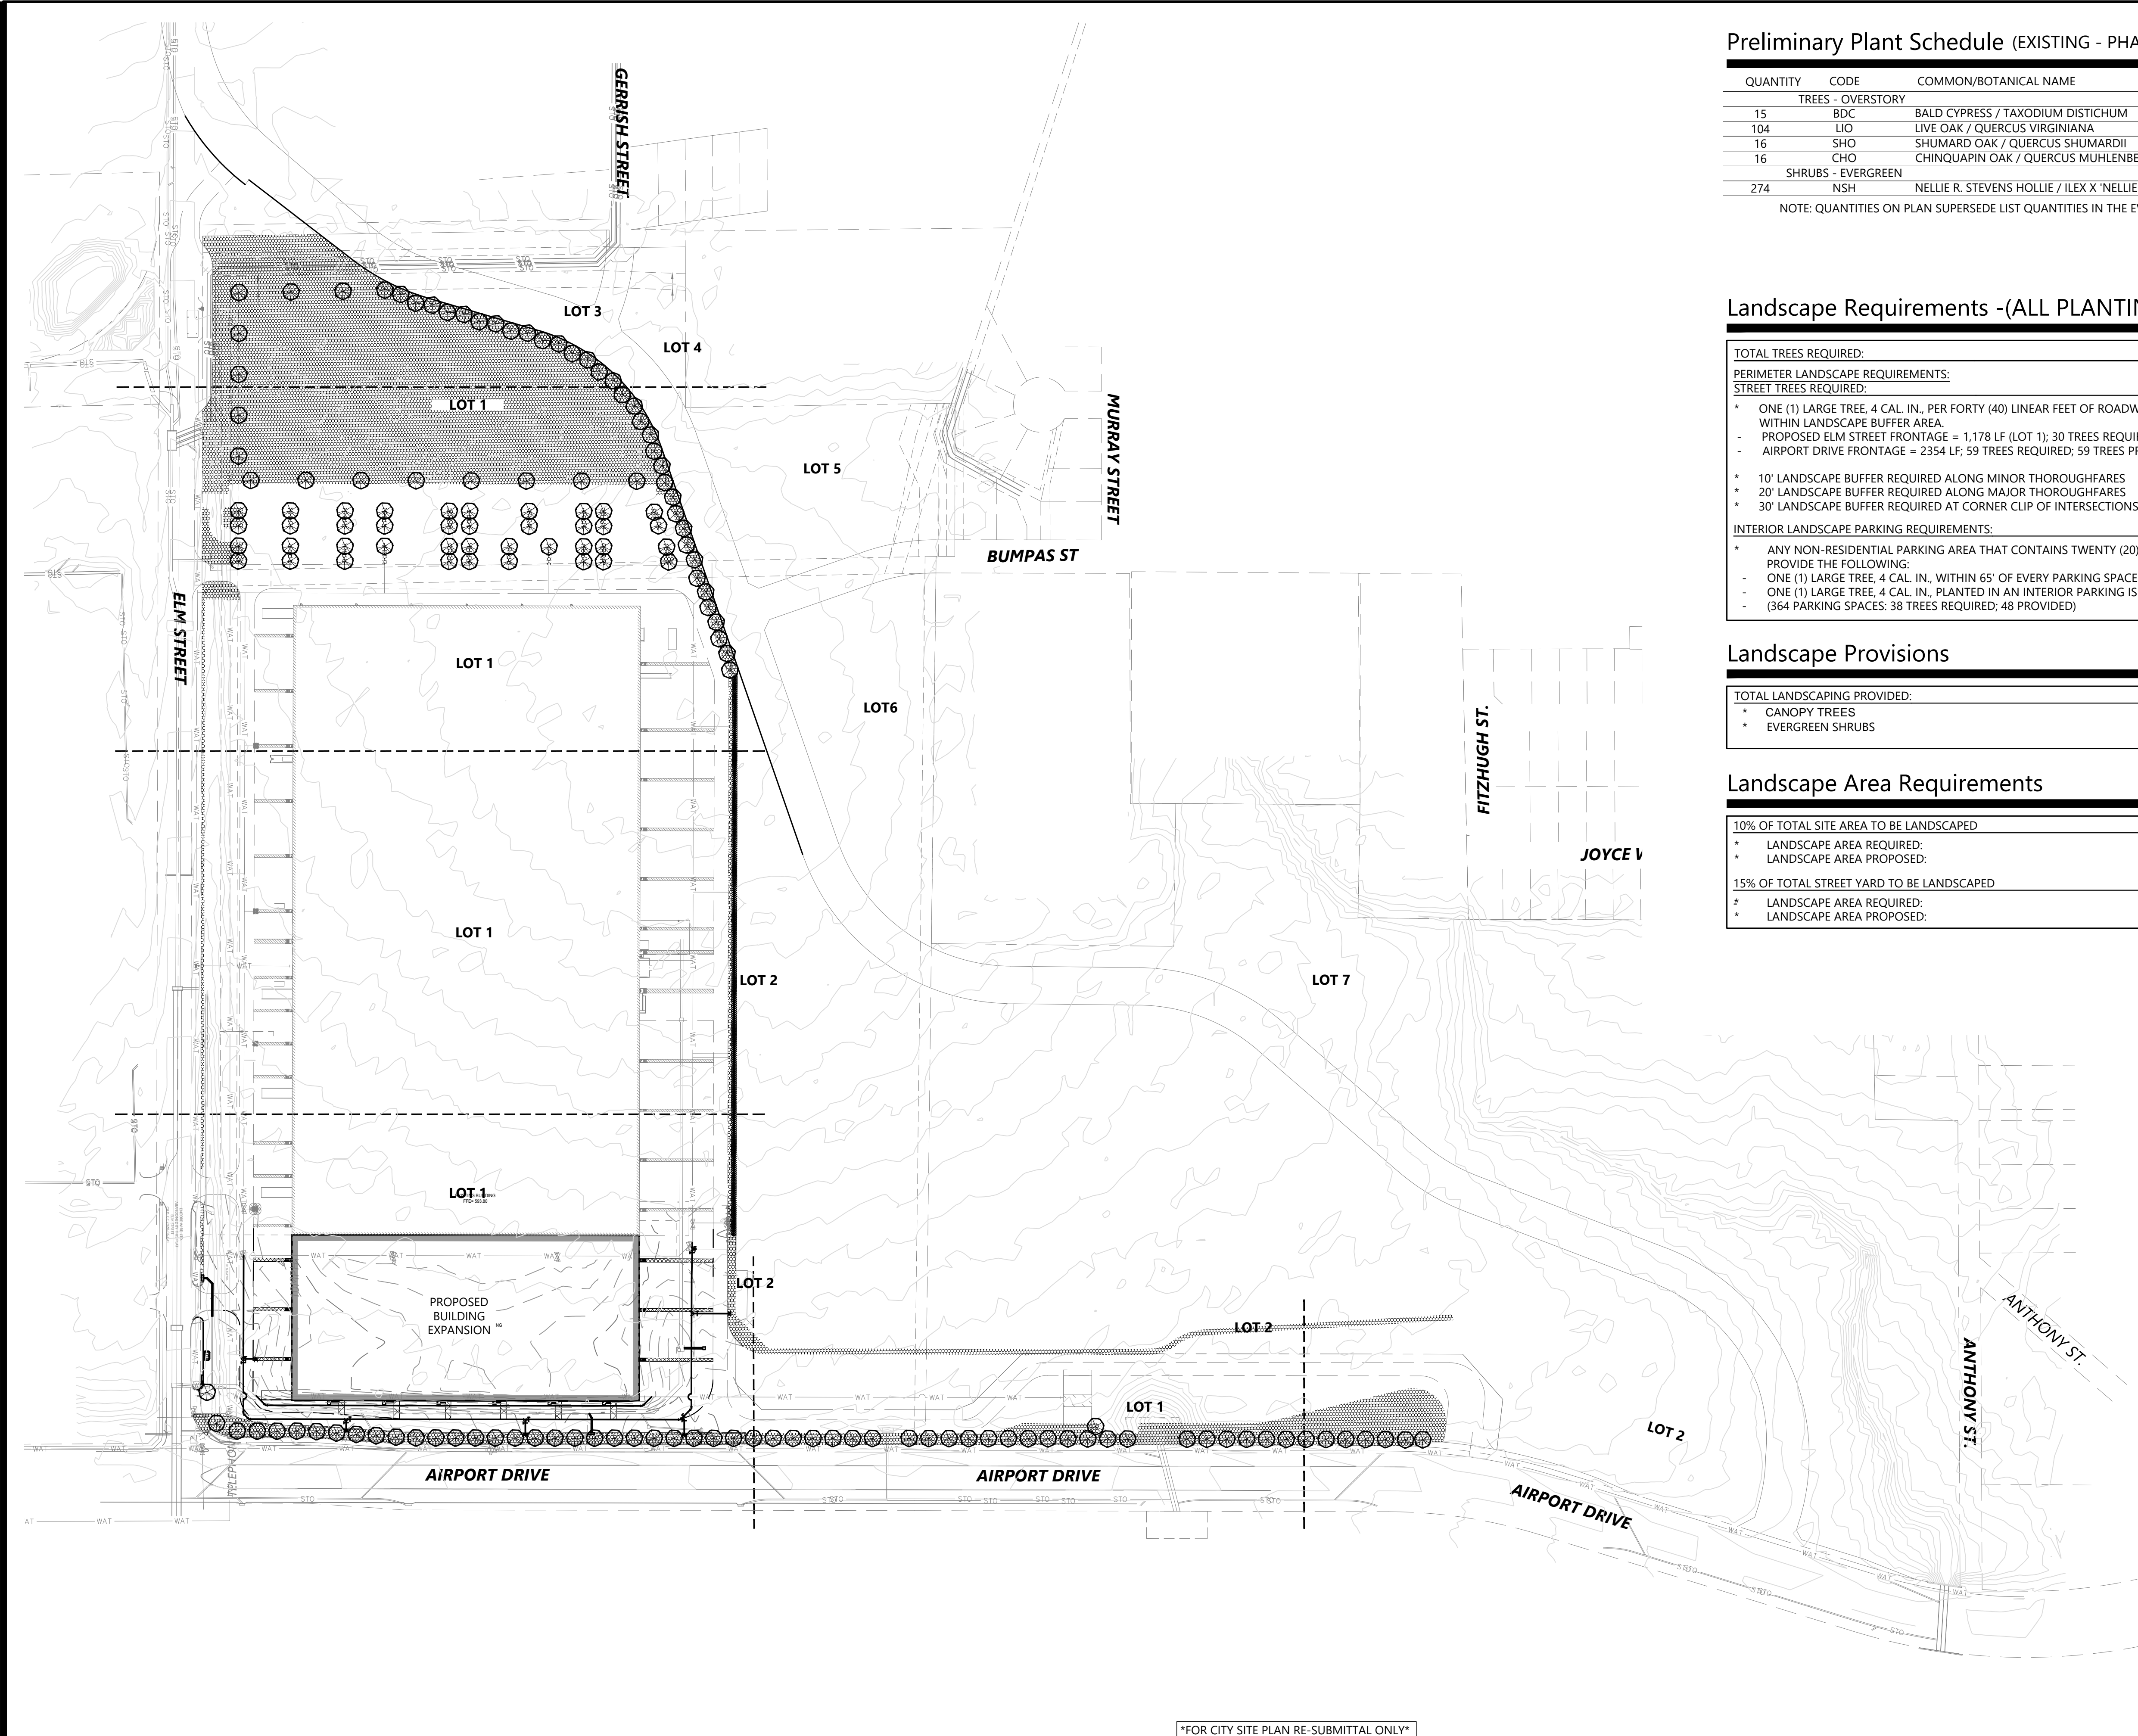 Preliminary Plant Schedule (EXISTING - PHA
QUANTITY CODE COMMON/BOTANICAL NAME
TREES - OVERSTORY
15 BDC BALD CYPRESS / TAXODIUM DISTICHUM
104 LIO LIVE OAK / QUERCUS VIRGINIANA
16 SHO SHUMARD OAK / QUERCUS SHUMARDII
16 CHO CHINQUAPIN OAK / QUERCUS MUHLENBE
SHRUBS - EVERGREEN
274 NSH NELLIE R. STEVENS HOLLIE / ILEX X 'NELLIE
NOTE: QUANTITIES ON PLAN SUPERSEDE LIST QUANTITIES IN THE E
Landscape Requirements -(ALL PLANTIN
TOTAL TREES REQUIRED:
PERIMETER LANDSCAPE REQUIREMENTS:
STREET TREES REQUIRED:
* ONE (1) LARGE TREE, 4 CAL. IN., PER FORTY (40) LINEAR FEET OF ROADW
WITHIN LANDSCAPE BUFFER AREA.
- PROPOSED ELM STREET FRONTAGE = 1,178 LF (LOT 1); 30 TREES REQUI
- AIRPORT DRIVE FRONTAGE = 2354 LF; 59 TREES REQUIRED; 59 TREES P
* 10' LANDSCAPE BUFFER REQUIRED ALONG MINOR THOROUGHFARES
* 20' LANDSCAPE BUFFER REQUIRED ALONG MAJOR THOROUGHFARES
* 30' LANDSCAPE BUFFER REQUIRED AT CORNER CLIP OF INTERSECTIONS
INTERIOR LANDSCAPE PARKING REQUIREMENTS:
* ANY NON-RESIDENTIAL PARKING AREA THAT CONTAINS TWENTY (20)
PROVIDE THE FOLLOWING:
- ONE (1) LARGE TREE, 4 CAL. IN., WITHIN 65' OF EVERY PARKING SPACE
- ONE (1) LARGE TREE, 4 CAL. IN., PLANTED IN AN INTERIOR PARKING IS
- (364 PARKING SPACES: 38 TREES REQUIRED; 48 PROVIDED)
Landscape Provisions
TOTAL LANDSCAPING PROVIDED:
* CANOPY TREES
* EVERGREEN SHRUBS
Landscape Area Requirements
10% OF TOTAL SITE AREA TO BE LANDSCAPED
* LANDSCAPE AREA REQUIRED:
* LANDSCAPE AREA PROPOSED:
15% OF TOTAL STREET YARD TO BE LANDSCAPED
* LANDSCAPE AREA REQUIRED:
* LANDSCAPE AREA PROPOSED:
GERRISH STREET
LOT 3
LOT 4
LOT 1
LOT 5
MURRAY STREET
BUMPAS ST
ELM STREET
LOT 1
LOT6
FITZHUGH ST.
JOYCE
LOT 1
LOT 2
LOT 7
LOT 1
FFE= 593.80
LOT 2
PROPOSED
BUILDING
EXPANSION
LOT 2
LOT 1
LOT 2
ANTHONY ST.
ANTHONY ST.
AIRPORT DRIVE
AIRPORT DRIVE
AIRPORT DRIVE
*FOR CITY SITE PLAN RE-SUBMITTAL ONLY*